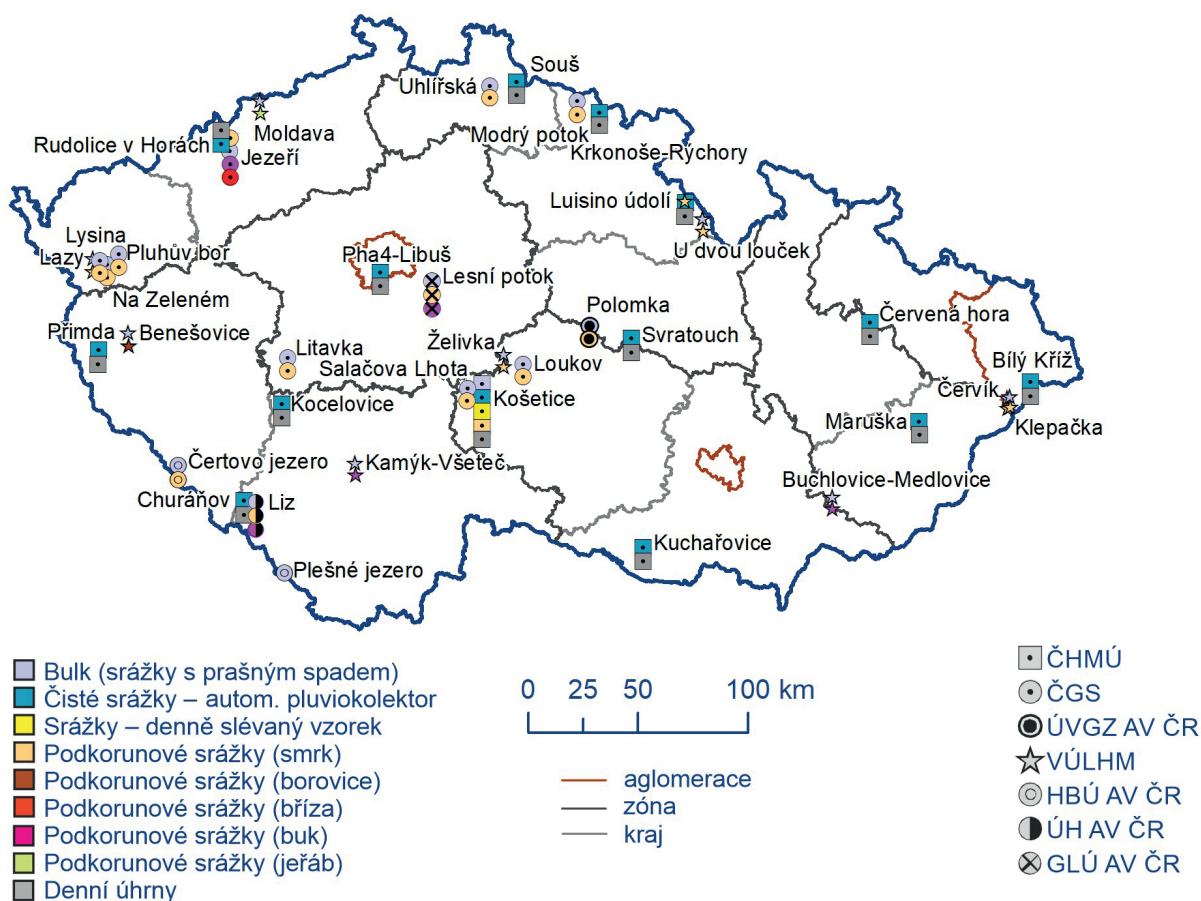 Souš
Uhlířská
Moldava
Modrý potok
Rudolice v Horách
Jezeří
Krkonoše-Rýchory
Luisino údolí
Lysina
Pluhův bor
Lazy
U dvou louček
Pha4-Libuš
Lesní potok
Na Zeleném
Polomka
Červená hora
Přimda
Benešovice
Svratouch
Litavka
Želivka
Salačova Lhota
Loukov
Bílý Kříž
Košetice
Červík
Kocelovice
Klepačka
Maruška
Čertovo jezero
Kamýk-Všeteč
Buchlovice-Medlovice
Churáňov
Liz
Kuchařovice
Plešné jezero
Bulk (srážky s prašným spadem)
Čisté srážky – autom. pluviokolektor
Srážky – denně slévaný vzorek
Podkorunové srážky (smrk)
Podkorunové srážky (borovice)
Podkorunové srážky (bříza)
Podkorunové srážky (buk)
Podkorunové srážky (jeřáb)
Denní úhrny
0 25 50 100 km
aglomerace
zóna
kraj
ČHMÚ
ČGS
ÚVGZ AV ČR
VÚLHM
HBÚ AV ČR
ÚH AV ČR
GLÚ AV ČR